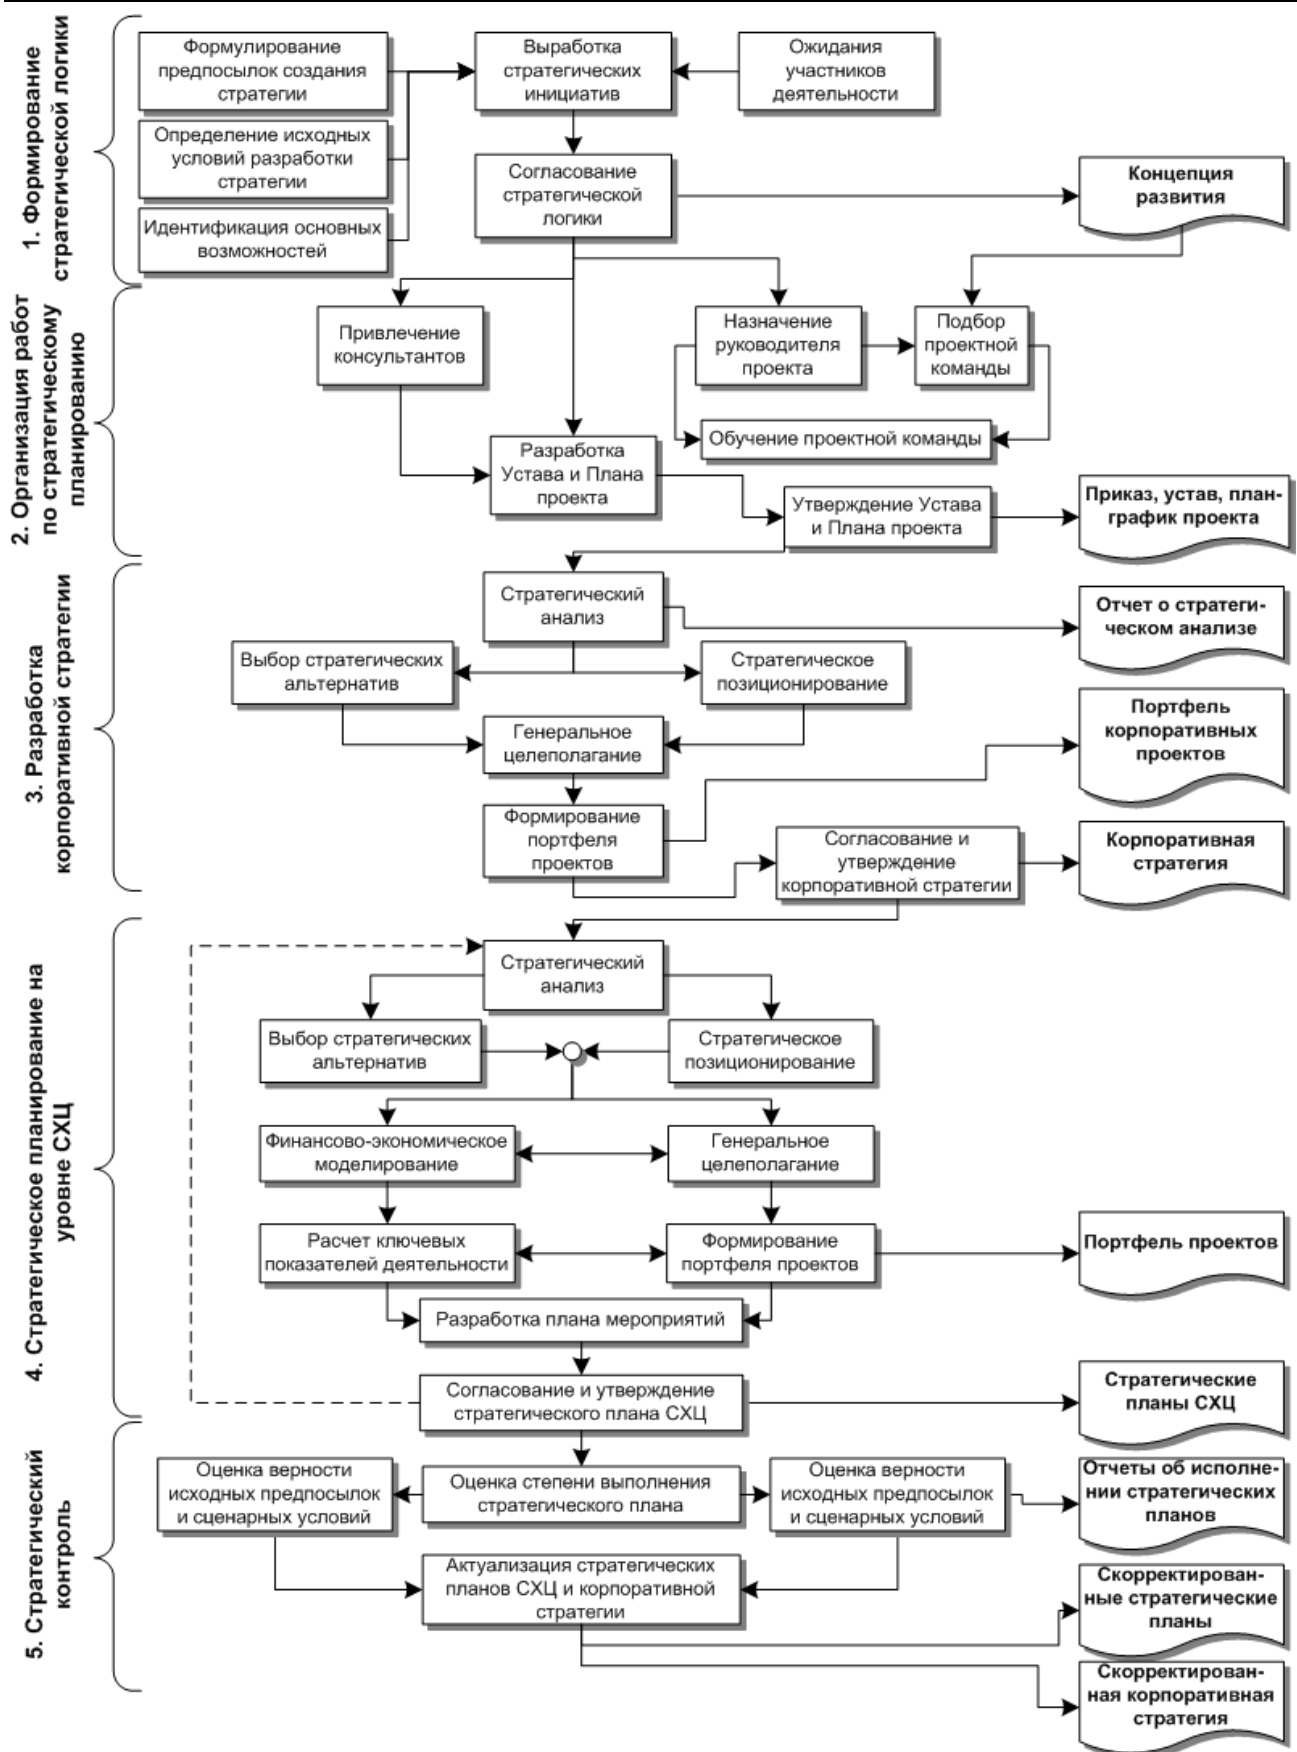 1. Формирование
стратегической логики
Формулирование
предпосылок создания
стратегии
Выработка
стратегических
инициатив
Ожидания
участников
деятельности
Определение исходных
условий разработки
стратегии
Согласование
стратегической
логики
Концепция
развития
Идентификация основных
возможностей
2. Организация работ
по стратегическому
планированию
Привлечение
консультантов
Назначение
руководителя
проекта
Подбор
проектной
команды
Обучение проектной команды
Разработка
Устава и Плана
проекта
Утверждение Устава
и Плана проекта
Приказ, устав, план-
график проекта
3. Разработка
корпоративной стратегии
Стратегический
анализ
Отчет о стратеги-
ческом анализе
Выбор стратегических
альтернатив
Стратегическое
позиционирование
Генеральное
целеполагание
Портфель
корпоративных
проектов
Формирование
портфеля
проектов
Согласование и
утверждение
корпоративной стратегии
Корпоративная
стратегия
4. Стратегическое планирование на
уровне СХЦ
Стратегический
анализ
Выбор стратегических
альтернатив
Стратегическое
позиционирование
Финансово-экономическое
моделирование
Генеральное
целеполагание
Расчет ключевых
показателей деятельности
Формирование
портфеля проектов
Портфель проектов
Разработка плана мероприятий
Согласование и утверждение
стратегического плана СХЦ
Стратегические
планы СХЦ
5. Стратегический
контроль
Оценка верности
исходных предпосылок
и сценарных условий
Оценка степени выполнения
стратегического плана
Оценка верности
исходных предпосылок
и сценарных условий
Отчеты об исполне-
нии стратегических
планов
Актуализация стратегических
планов СХЦ и корпоративной
стратегии
Скорректирован-
ные стратегические
планы
Скорректирован-
ная корпоративная
стратегия